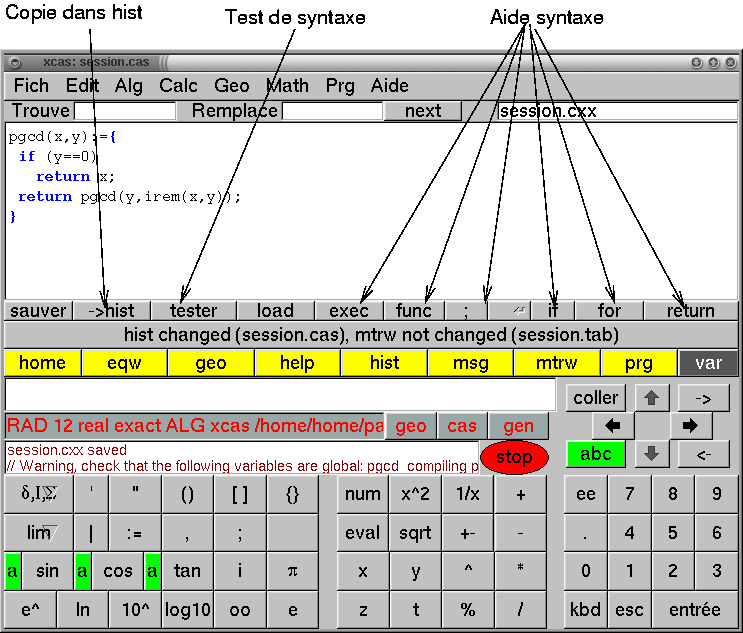 Copie dans hist Test de syntaxe Aide syntaxe
xcas: session.cas
Fich Edit Alg Calc Geo Math Prg Aide
Trouve Remplace next session.cxx
pgcd(x,y):={
if (y==0)
return x;
return pgcd(y,irem(x,y));
}
sauver ->hist tester load exec func ; if for return
hist changed (session.cas), mtrw not changed (session.tab)
home eqw geo help hist msg mtrw prg var
coller ->
RAD 12 real exact ALG xcas /home/home/pa geo cas gen
session.cxx saved
// Warning, check that the following variables are global: pgcd compiling p
stop abc <-
δ,I,Σ ' " () [ ] {} num x^2 1/x + ee 7 8 9
lim | := , ; eval sqrt +- - . 4 5 6
a sin a cos a tan i π x y ^ * 0 1 2 3
e^ ln 10^ log10 oo e z t % / kbd esc entrée